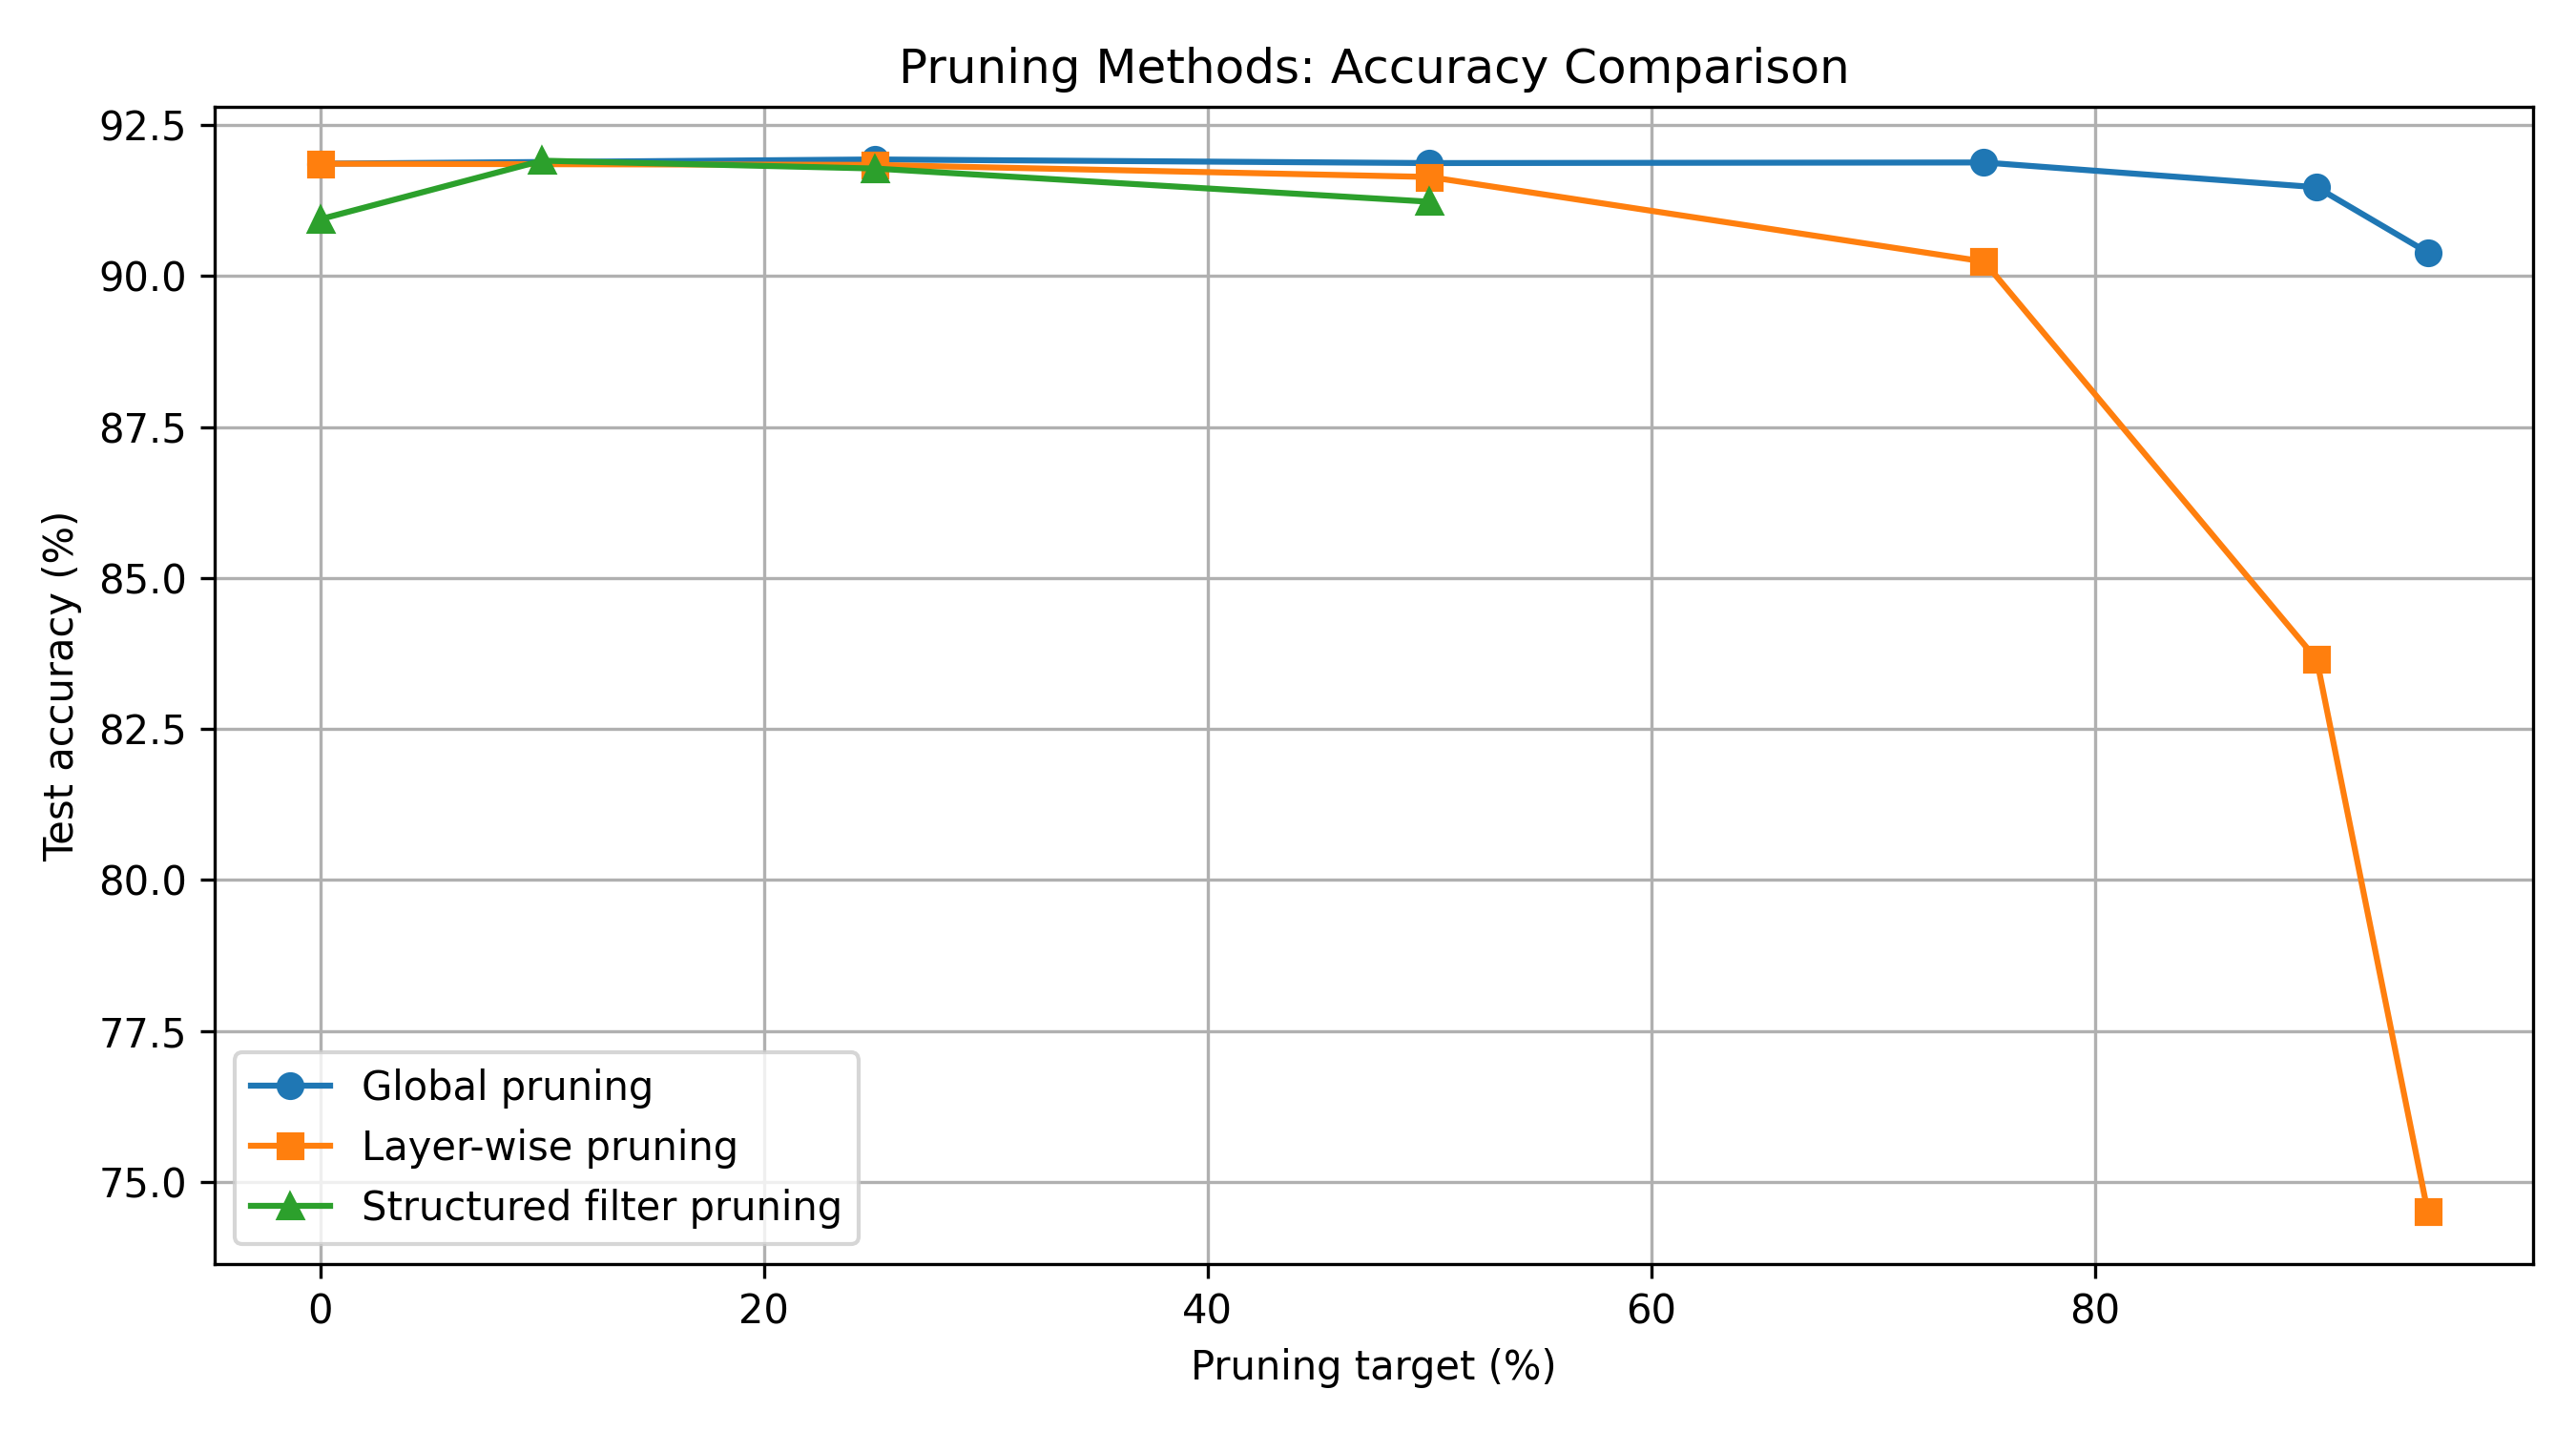 Pruning Methods: Accuracy Comparison
92.5
90.0
87.5
85.0
82.5
80.0
77.5
75.0
Test accuracy (%)
Global pruning
Layer-wise pruning
Structured filter pruning
0 20 40 60 80
Pruning target (%)